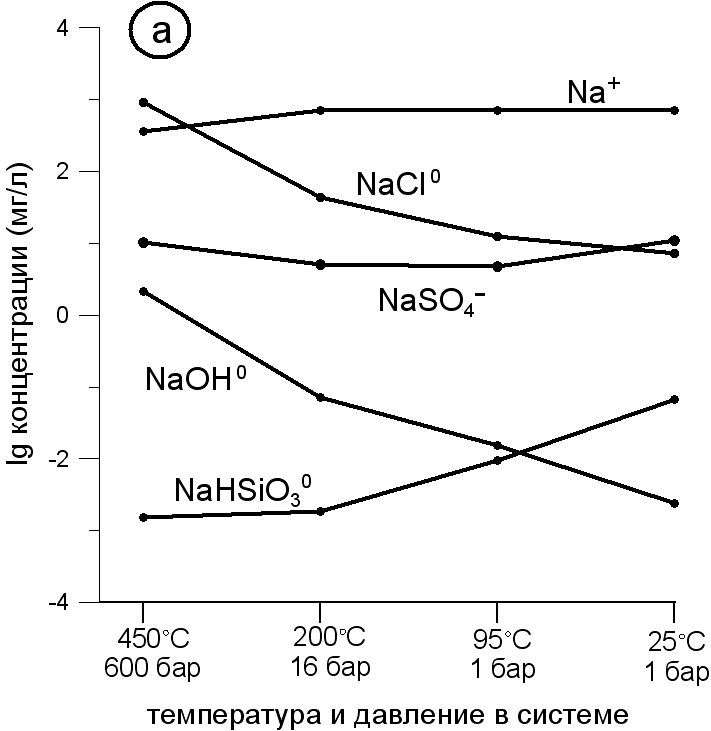 a
4
2
0
-2
-4
lg концентрации (мг/л)
Na⁺
NaCl⁰
NaSO₄⁻
NaOH⁰
NaHSiO₃⁰
450°C 200°C 95°C 25°C
600 бар 16 бар 1 бар 1 бар
температура и давление в системе